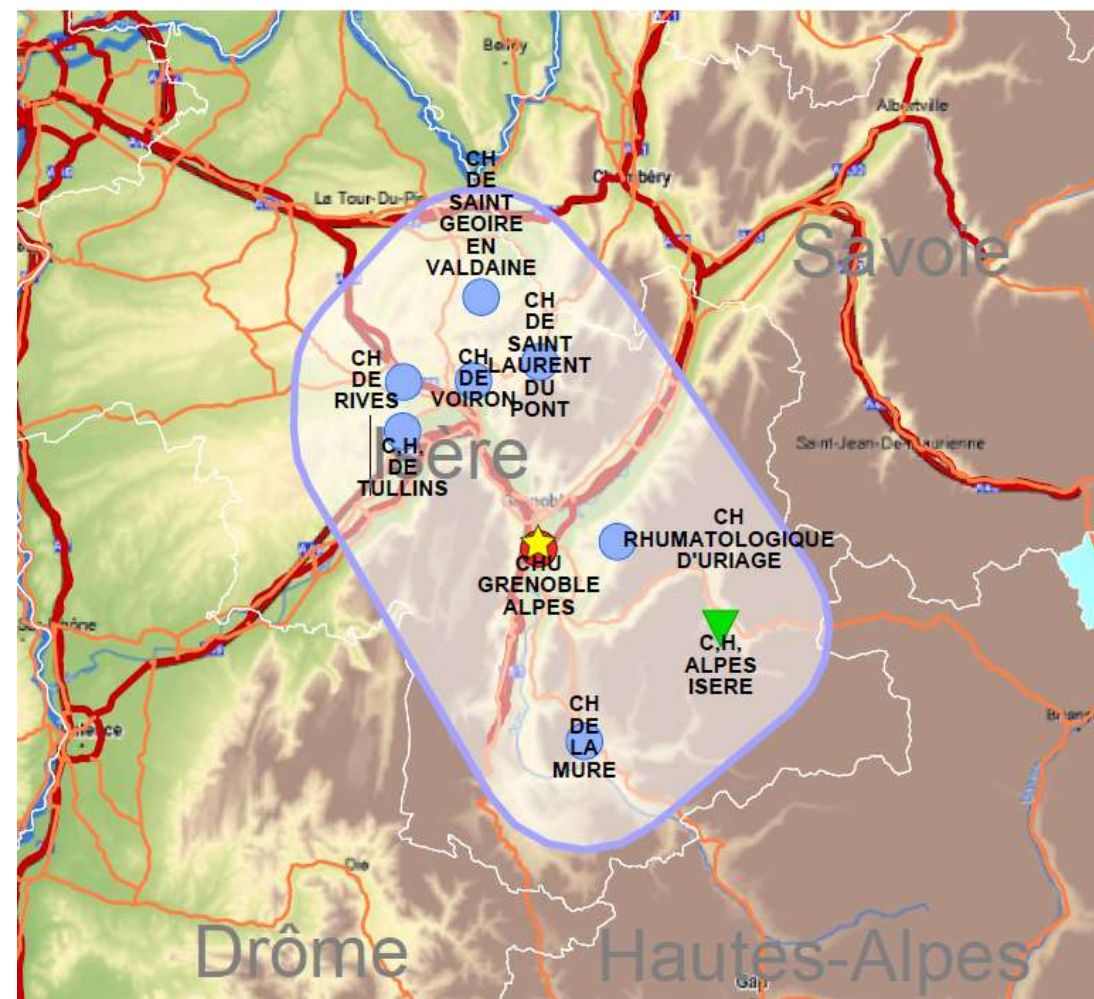 Albertville
CH
DE
SAINT
GEOIRE
EN
VALDAINE
La Tour-Du-Pin
Savoie
CH
DE
SAINT
LAURENT
DU
PONT
CH
DE
RIVES
CH
DE
VOIRON
Isère
C,H,
DE
TULLINS
Saint-Jean-De-Maurienne
CH
RHUMATOLOGIQUE
D'URIAGE
CHU
GRENOBLE
ALPES
C,H,
ALPES
ISERE
CH
DE
LA
MURE
Die
Drôme
Hautes-Alpes
Gap